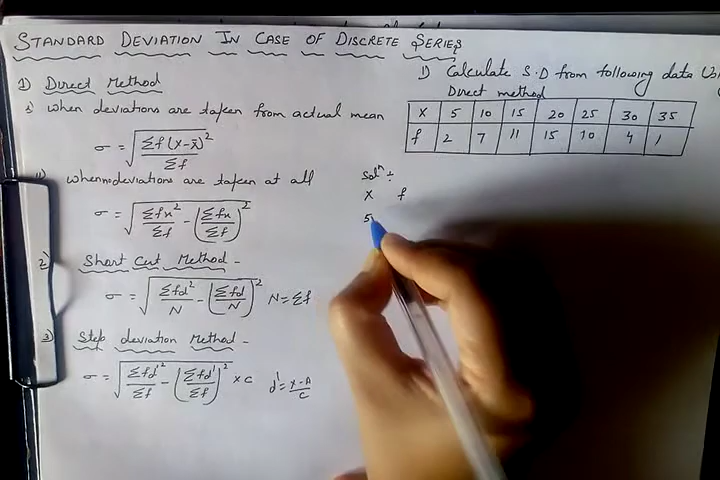 STANDARD DEVIATION IN CASE OF DISCRETE SERIES
1) Direct Method
i) when deviations are taken from actual mean
σ = √(Σf(x-x̄)²/Σf)
ii) when no deviations are taken at all
σ = √(Σfx²/Σf - (Σfx/Σf)²)
2) Short Cut Method -
σ = √(Σfd²/N - (Σfd/N)²) N = Σf
3) Step deviation Method -
σ = √(Σfd'²/Σf - (Σfd'/Σf)²) × c d' = x-A/c
1) Calculate S.D from following data
Direct method
X 5 10 15 20 25 30 35
f 2 7 11 15 10 4 1
Solⁿ ÷
X f
5